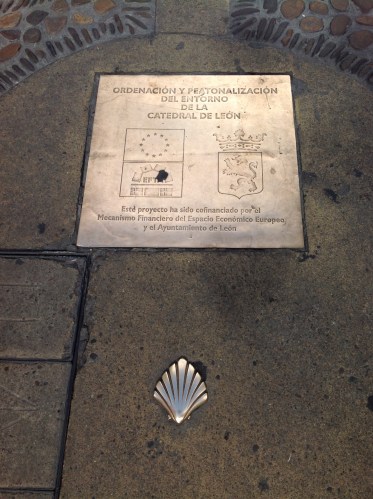 ORDENACIÓN Y PEATONALIZACIÓN
DEL ENTORNO
DE LA
CATEDRAL DE LEÓN
Este proyecto ha sido cofinanciado por el
Mecanismo Financiero del Espacio Económico Europeo
y el Ayuntamiento de León